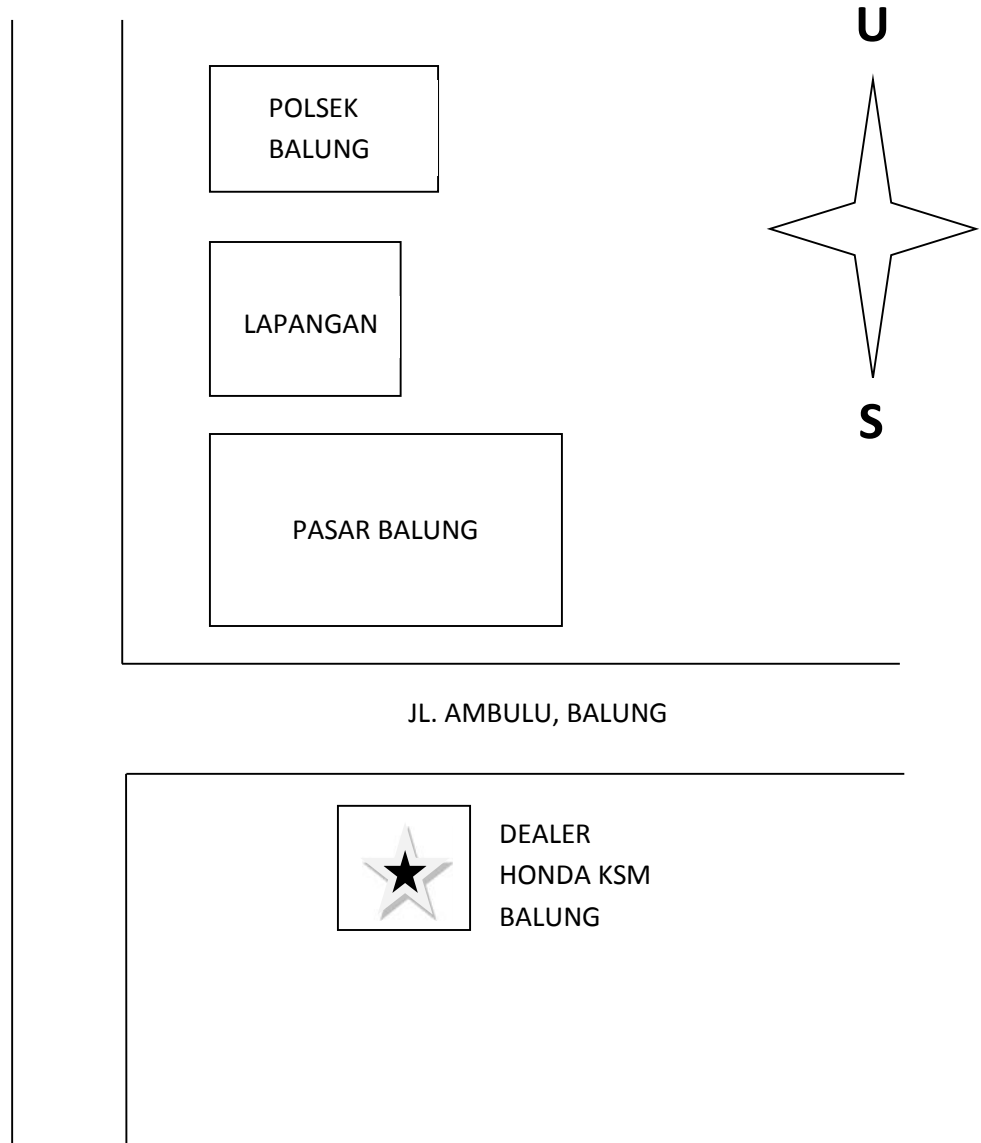 U
POLSEK
BALUNG
LAPANGAN
S
PASAR BALUNG
JL. AMBULU, BALUNG
DEALER
HONDA KSM
BALUNG